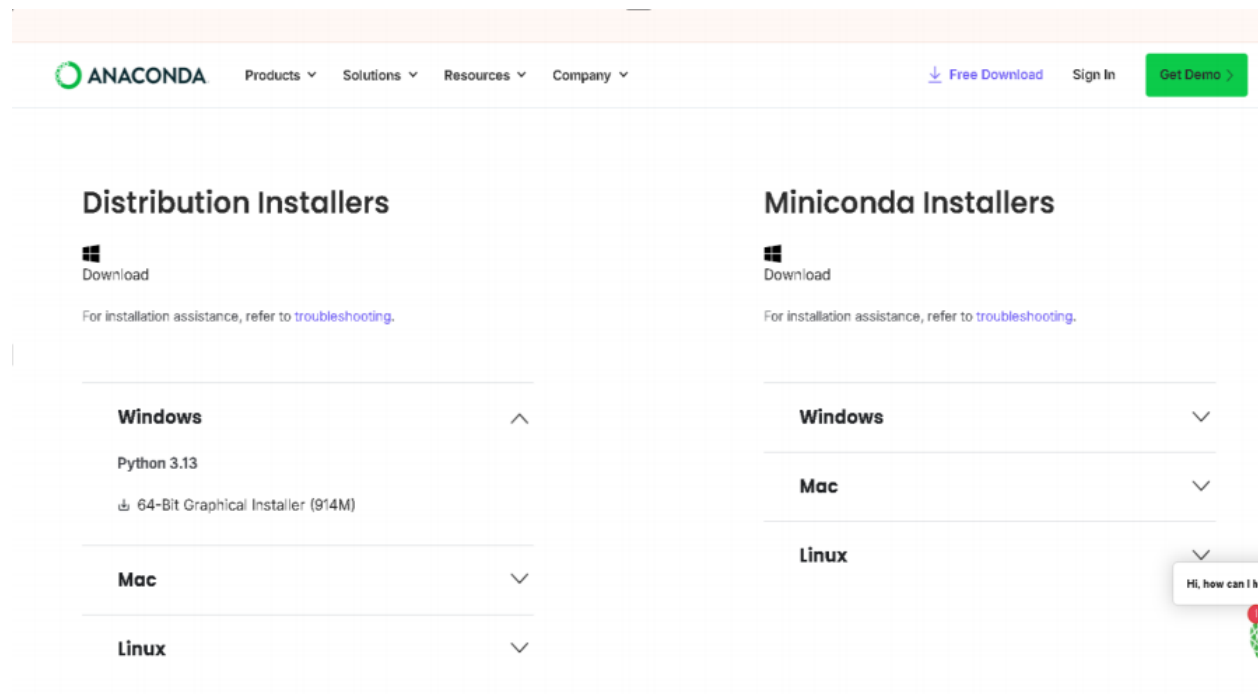 ANACONDA Products Solutions Resources Company Free Download Sign In Get Demo
Distribution Installers
Download
For installation assistance, refer to troubleshooting.
Windows
Python 3.13
64-Bit Graphical Installer (914M)
Mac
Linux
Miniconda Installers
Download
For installation assistance, refer to troubleshooting.
Windows
Mac
Linux
Hi, how can I h